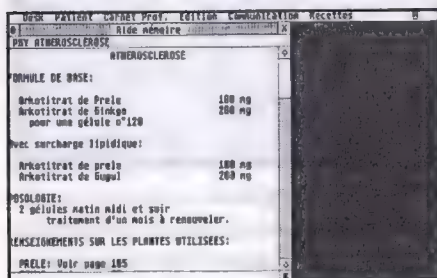 Desk Patient Carnet Prof. Edition Communication Recettes
Aide mémoire
PSY ATHEROSCLEROSE
ATHEROSCLEROSE
FORMULE DE BASE:
Arkotitrat de Prele 100 mg
Arkotitrat de Ginkgo 200 mg
pour une gélule n°120
Avec surcharge lipidique:
Arkotitrat de prele 100 mg
Arkotitrat de Gugul 200 mg
POSOLOGIE:
2 gélules matin midi et soir
traitement d'un mois à renouveler.
RENSEIGNEMENTS SUR LES PLANTES UTILISEES:
PRELE: Voir page 185